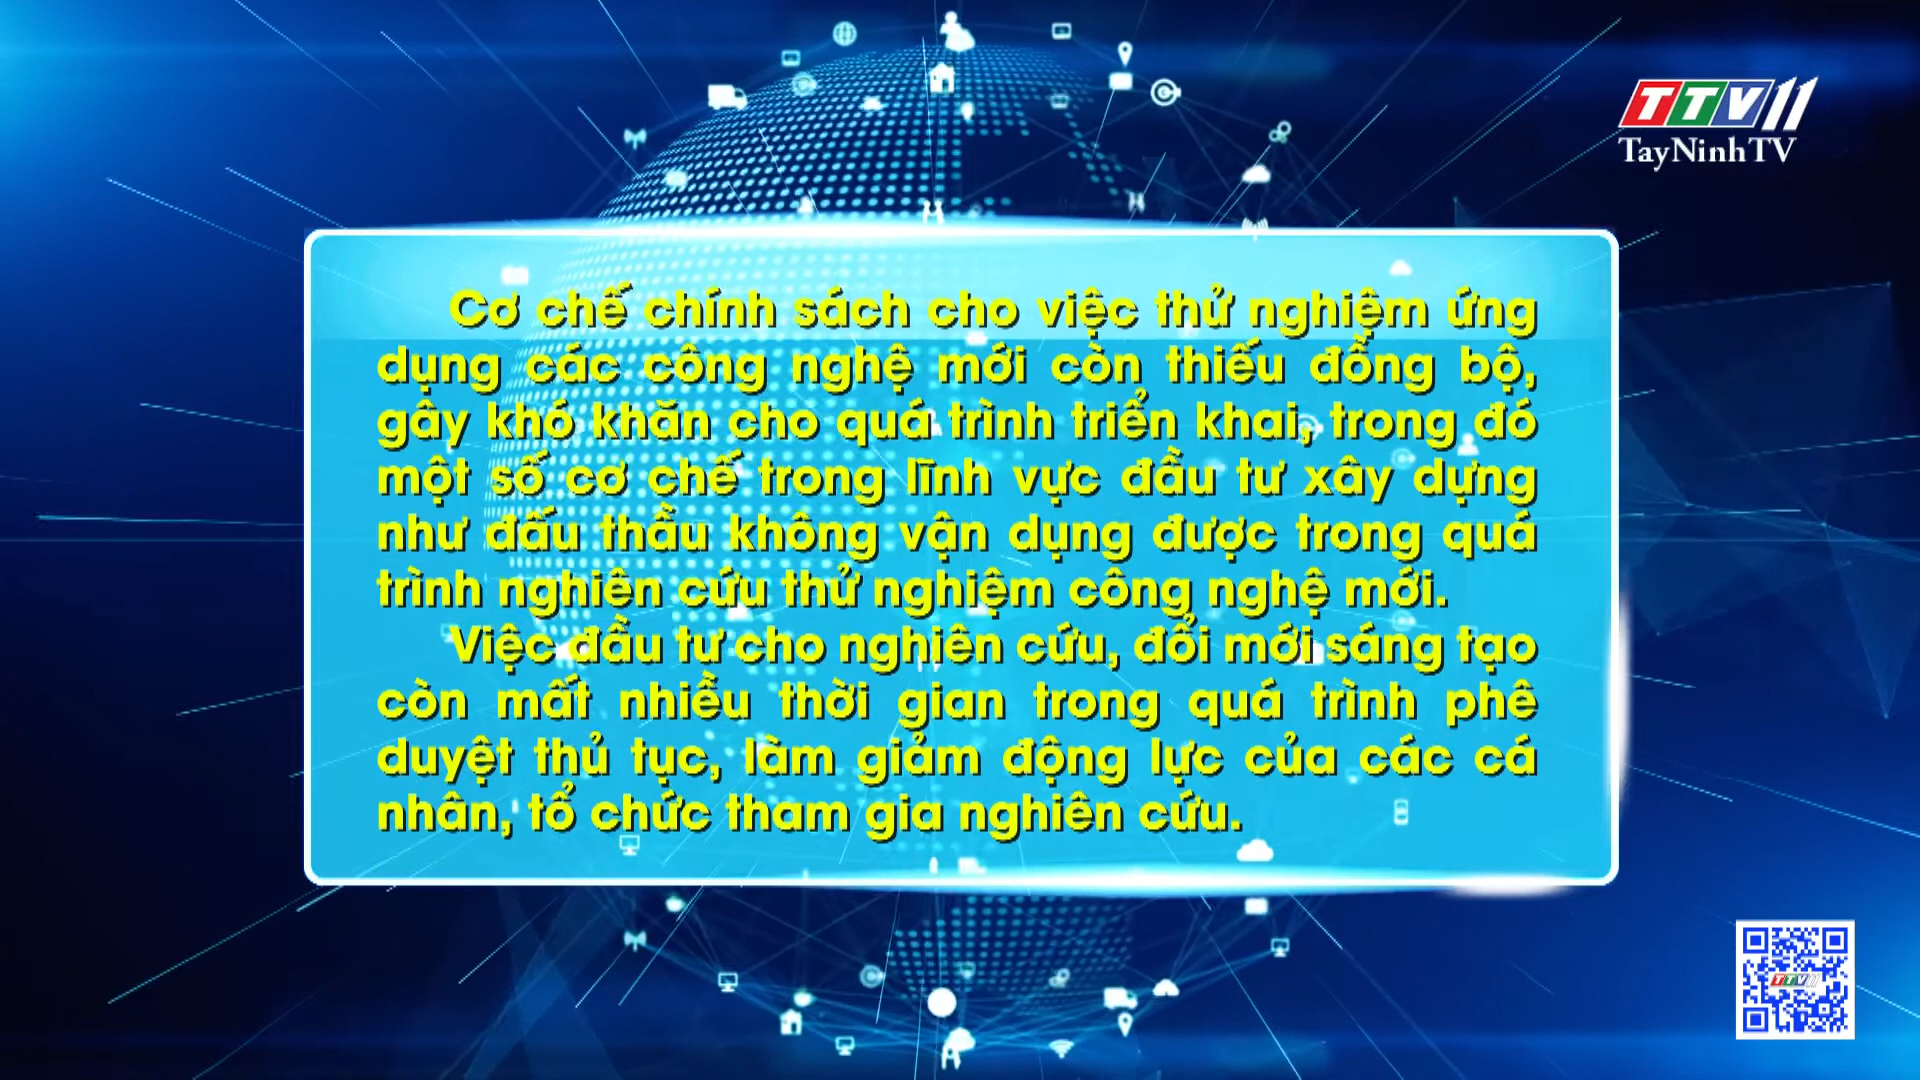 TTV11
TayNinhTV
Cơ chế chính sách cho việc thử nghiệm ứng
dụng các công nghệ mới còn thiếu đồng bộ,
gây khó khăn cho quá trình triển khai, trong đó
một số cơ chế trong lĩnh vực đầu tư xây dựng
như đấu thầu không vận dụng được trong quá
trình nghiên cứu thử nghiệm công nghệ mới.
Việc đầu tư cho nghiên cứu, đổi mới sáng tạo
còn mất nhiều thời gian trong quá trình phê
duyệt thủ tục, làm giảm động lực của các cá
nhân, tổ chức tham gia nghiên cứu.
TTV11